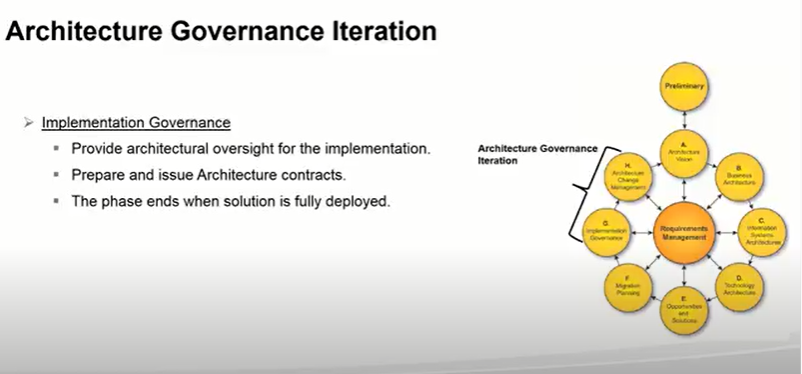 Architecture Governance Iteration
Implementation Governance
Provide architectural oversight for the implementation.
Prepare and issue Architecture contracts.
The phase ends when solution is fully deployed.
Architecture Governance
Iteration
Preliminary
A.
Architecture
Vision
B.
Business
Architecture
C.
Information
Systems
Architectures
D.
Technology
Architecture
E.
Opportunities
and
Solutions
F.
Migration
Planning
G.
Implementation
Governance
H.
Architecture
Change
Management
Requirements
Management